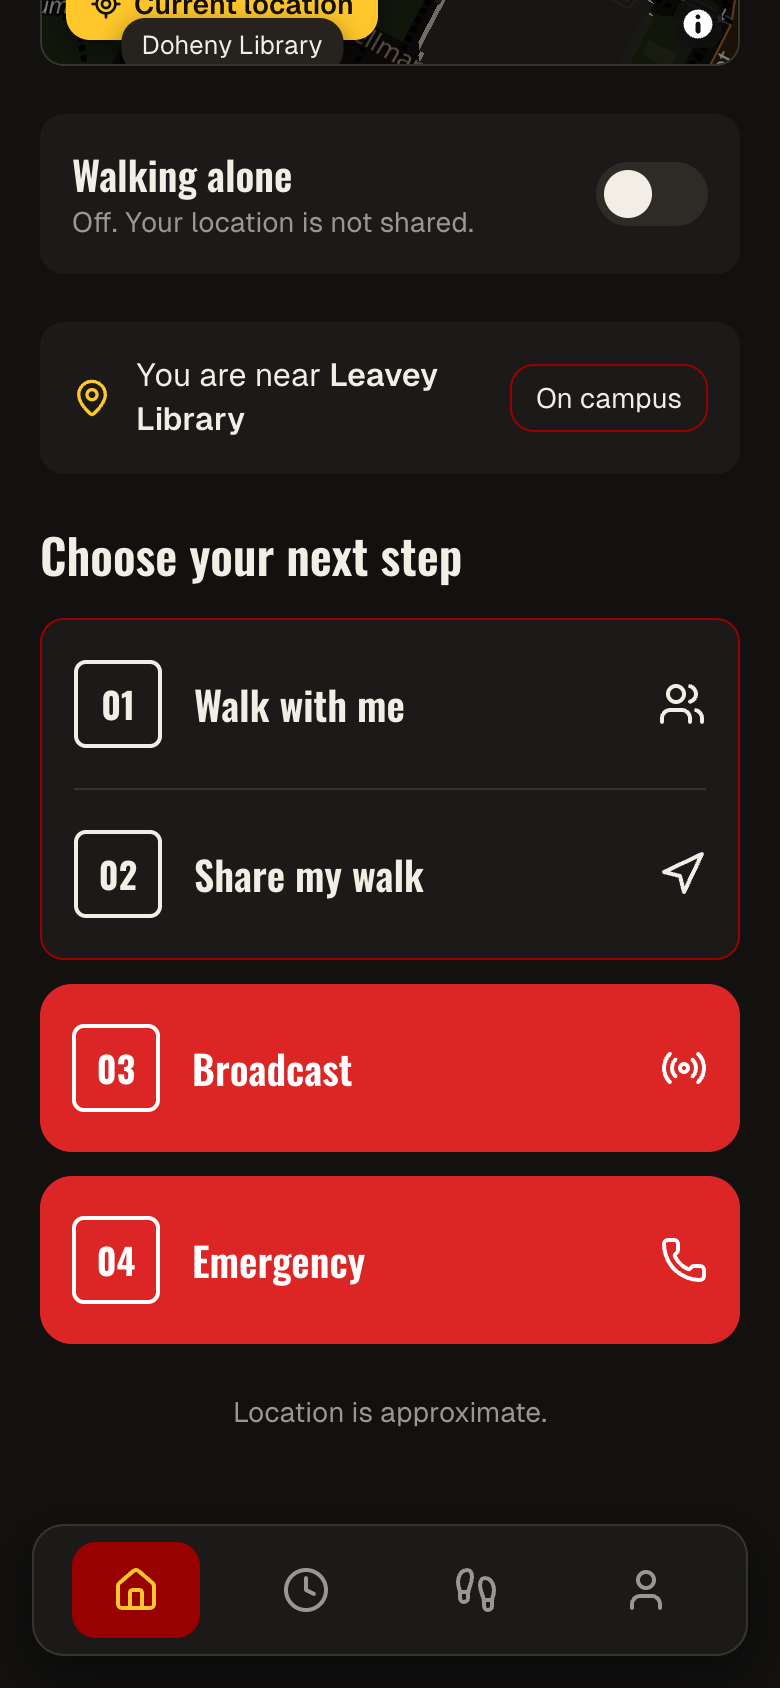 Current location
Doheny Library
Walking alone
Off. Your location is not shared.
You are near Leavey
Library
On campus
Choose your next step
01 Walk with me
02 Share my walk
03 Broadcast
04 Emergency
Location is approximate.